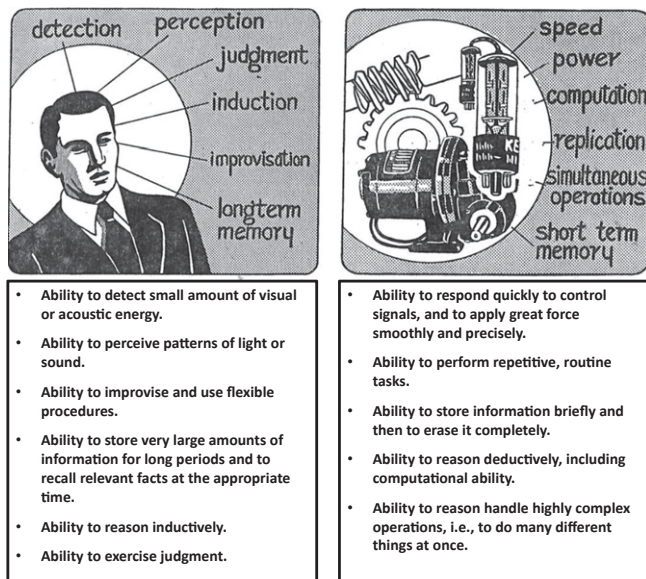 detection
perception
judgment
induction
improvisation
longterm
memory
speed
power
computation
replication
simultaneous
operations
short term
memory
• Ability to detect small amount of visual
or acoustic energy.
• Ability to perceive patterns of light or
sound.
• Ability to improvise and use flexible
procedures.
• Ability to store very large amounts of
information for long periods and to
recall relevant facts at the appropriate
time.
• Ability to reason inductively.
• Ability to exercise judgment.
• Ability to respond quickly to control
signals, and to apply great force
smoothly and precisely.
• Ability to perform repetitive, routine
tasks.
• Ability to store information briefly and
then to erase it completely.
• Ability to reason deductively, including
computational ability.
• Ability to reason handle highly complex
operations, i.e., to do many different
things at once.